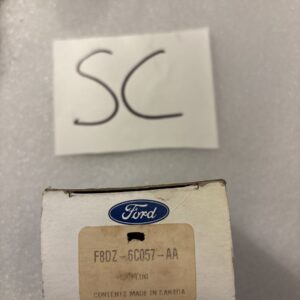 SC
Ford
F8DZ-6C057-AA
CONTENTS MADE IN CANADA